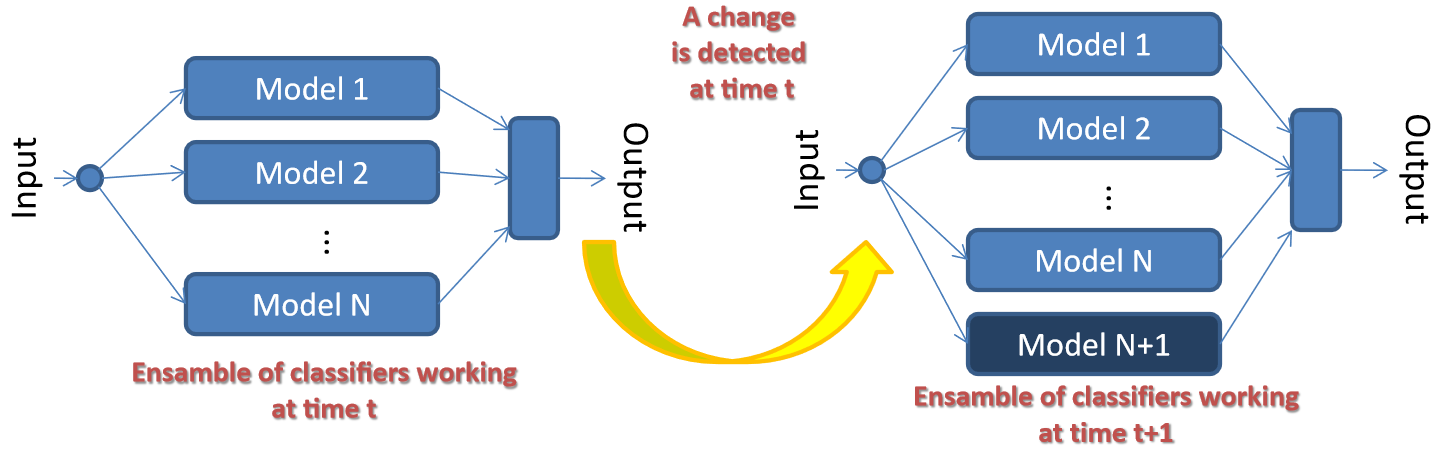 Input
Model 1
Model 2
...
Model N
Output
Ensamble of classifiers working
at time t
A change
is detected
at time t
Input
Model 1
Model 2
...
Model N
Model N+1
Output
Ensamble of classifiers working
at time t+1